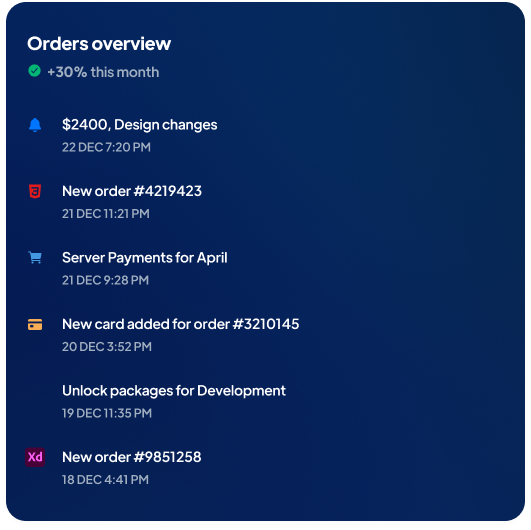 Orders overview
+30% this month
$2400, Design changes
22 DEC 7:20 PM
New order #4219423
21 DEC 11:21 PM
Server Payments for April
21 DEC 9:28 PM
New card added for order #3210145
20 DEC 3:52 PM
Unlock packages for Development
19 DEC 11:35 PM
Xd New order #9851258
18 DEC 4:41 PM